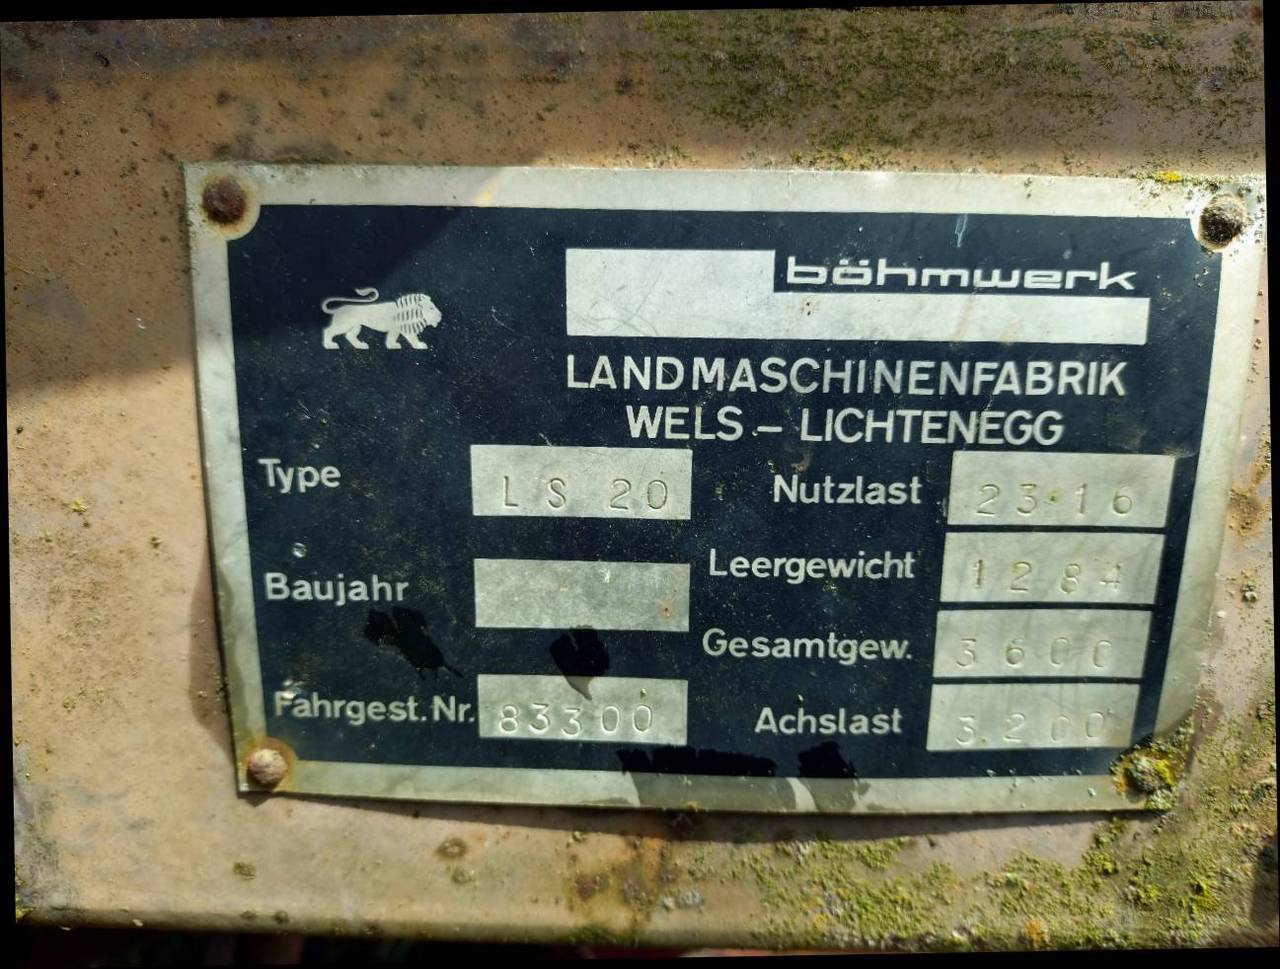 böhmwerk
LANDMASCHINENFABRIK
WELS – LICHTENEGG
Type LS 20
Nutzlast 2316
Baujahr
Leergewicht 1284
Gesamtgew. 3600
Fahrgest. Nr. 83300
Achslast 3.200